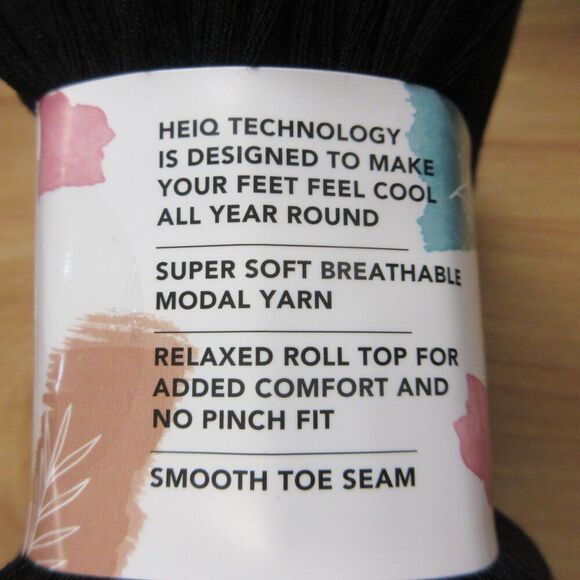 HEIQ TECHNOLOGY
IS DESIGNED TO MAKE
YOUR FEET FEEL COOL
ALL YEAR ROUND
SUPER SOFT BREATHABLE
MODAL YARN
RELAXED ROLL TOP FOR
ADDED COMFORT AND
NO PINCH FIT
SMOOTH TOE SEAM